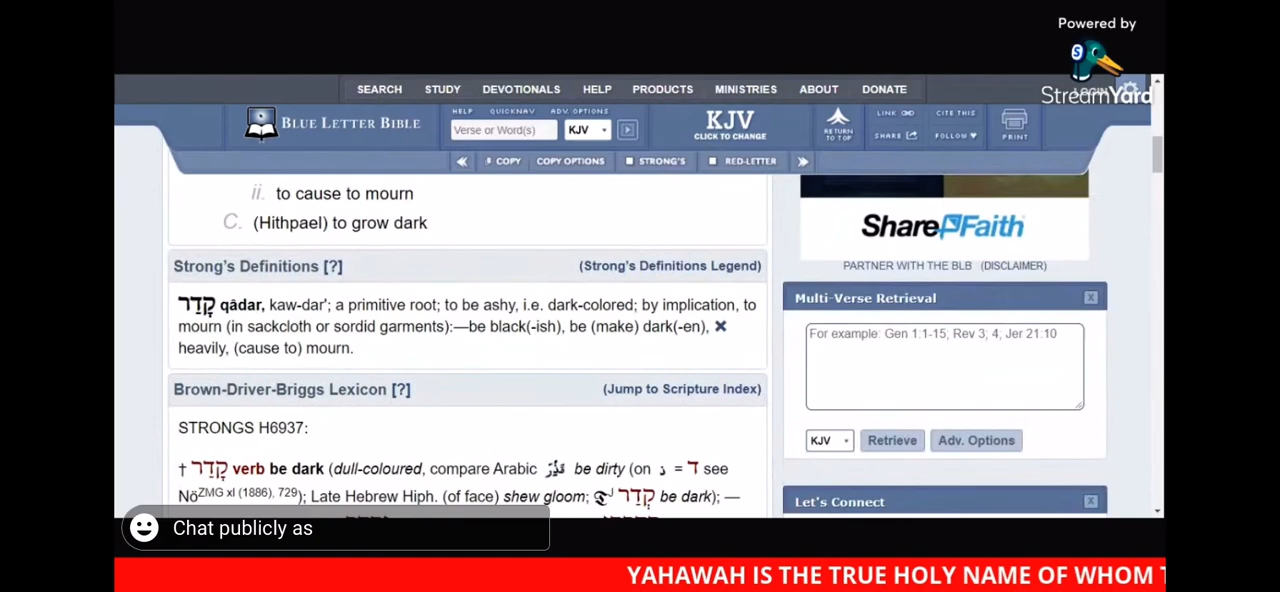 Powered by
StreamYard
SEARCH STUDY DEVOTIONALS HELP PRODUCTS MINISTRIES ABOUT DONATE LOGIN
BLUE LETTER BIBLE
HELP QUICKNAV ADV. OPTIONS
Verse or Word(s) KJV
KJV
CLICK TO CHANGE
RETURN
TO TOP
LINK CITE THIS
SHARE FOLLOW
PRINT
COPY COPY OPTIONS STRONG'S RED-LETTER
ii. to cause to mourn
C. (Hithpael) to grow dark
Strong's Definitions [?] (Strong's Definitions Legend)
קָדַר qâdar, kaw-dar'; a primitive root; to be ashy, i.e. dark-colored; by implication, to
mourn (in sackcloth or sordid garments):—be black(-ish), be (make) dark(-en), ×
heavily, (cause to) mourn.
Brown-Driver-Briggs Lexicon [?] (Jump to Scripture Index)
STRONGS H6937:
† קָדַר verb be dark (dull-coloured, compare Arabic be dirty (on = ד see
Nö ZMG xl (1886), 729); Late Hebrew Hiph. (of face) shew gloom; קְדַר be dark); —
ShareFaith
PARTNER WITH THE BLB (DISCLAIMER)
Multi-Verse Retrieval X
For example: Gen 1:1-15; Rev 3; 4; Jer 21:10
KJV Retrieve Adv. Options
Let's Connect X
Chat publicly as
YAHAWAH IS THE TRUE HOLY NAME OF WHOM